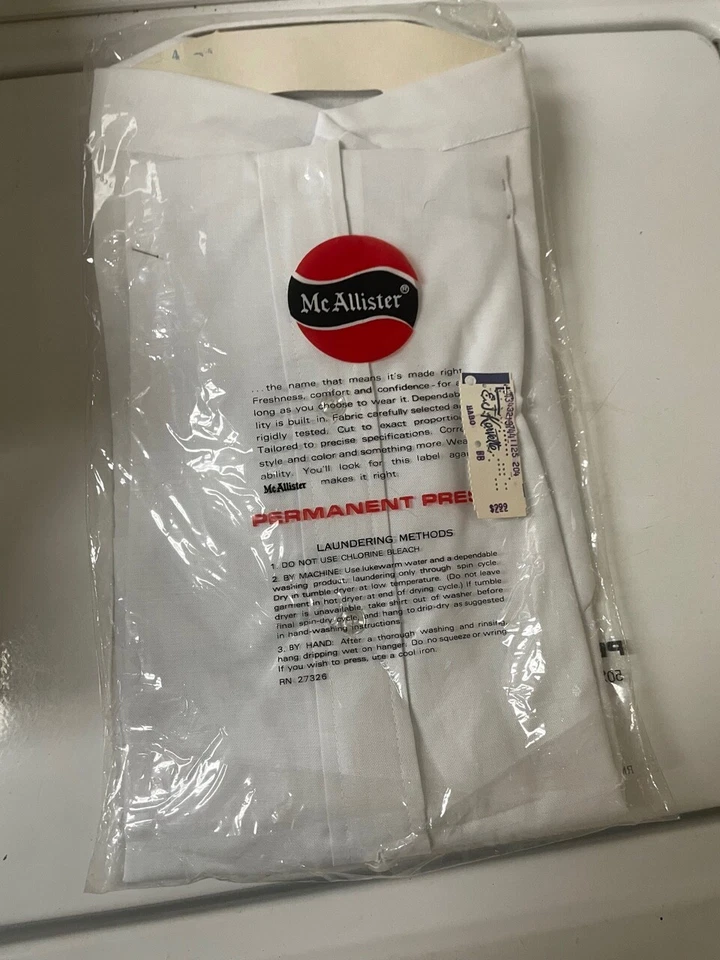 4
McAllister®
...the name that means it's made right.
Freshness, comfort and confidence - for a
long as you choose to wear it. Dependab
lity is built in. Fabric carefully selected a
rigidly tested. Cut to exact proportio
Tailored to precise specifications. Corre
style and color and something more. Wea
ability. You'll look for this label aga
McAllister makes it right.
PERMANENT PRES
LAUNDERING METHODS
1. DO NOT USE CHLORINE BLEACH.
2. BY MACHINE: Use lukewarm water and a dependable
washing product, laundering only through spin cycle.
Dry in tumble dryer at low temperature. (Do not leave
garment in hot dryer at end of drying cycle.) If tumble
dryer is unavailable, take shirt out of washer before
final spin-dry cycle, and hang to drip-dry as suggested
in hand-washing instructions.
3. BY HAND: After a thorough washing and rinsing,
hang dripping wet on hanger. Do no squeeze or wring.
If you wish to press, use a cool iron.
RN 27326
E.J. Korvette
125 204
BB